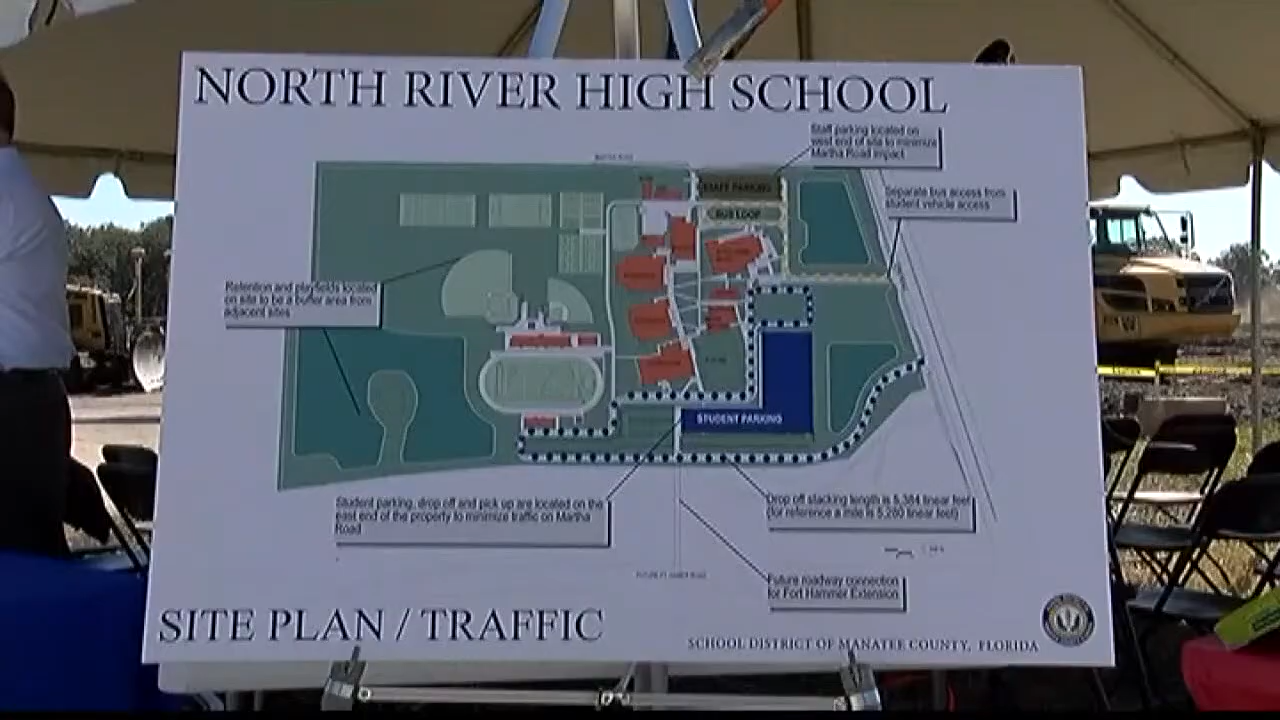 NORTH RIVER HIGH SCHOOL
Staff parking located on
west end of site to minimize
Martha Road impact
STAFF PARKING
Separate bus access from
student vehicle access
BUS LOOP
Retention and playfields located
on site to be a buffer area from
adjacent sites
STUDENT PARKING
Student parking, drop off and pick up are located on the
east end of the property to minimize traffic on Martha
Road
Drop off stacking length is 5,384 linear feet
(for reference a mile is 5,280 linear feet)
Future roadway connection
for Fort Hammer Extension
SITE PLAN / TRAFFIC
SCHOOL DISTRICT OF MANATEE COUNTY, FLORIDA